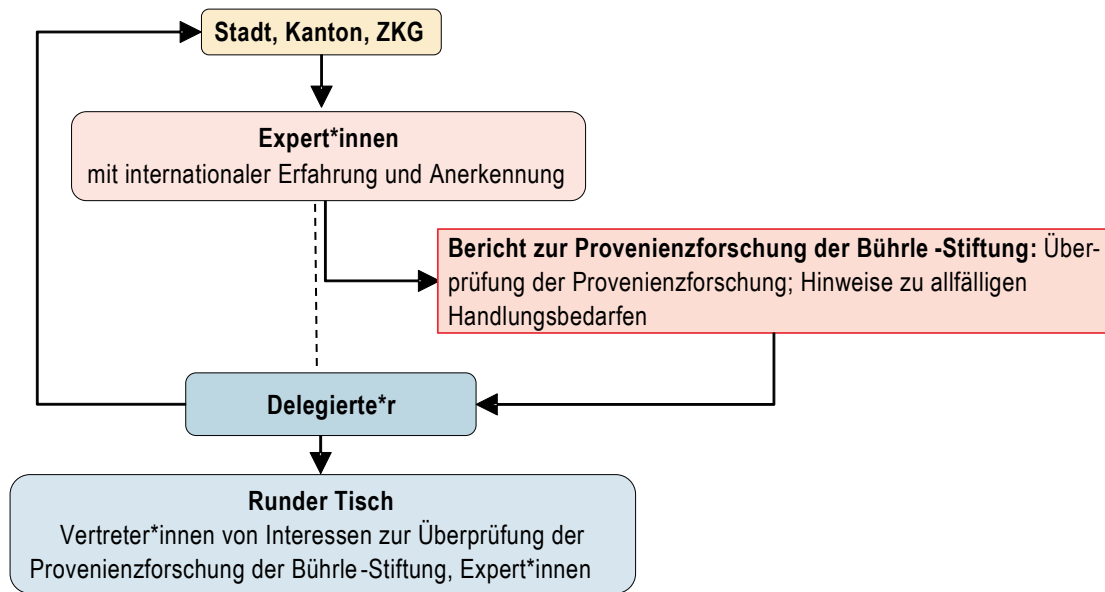 Stadt, Kanton, ZKG
Expert*innen
mit internationaler Erfahrung und Anerkennung
Bericht zur Provenienzforschung der Bührle -Stiftung: Über-
prüfung der Provenienzforschung; Hinweise zu allfälligen
Handlungsbedarfen
Delegierte*r
Runder Tisch
Vertreter*innen von Interessen zur Überprüfung der
Provenienzforschung der Bührle -Stiftung, Expert*innen